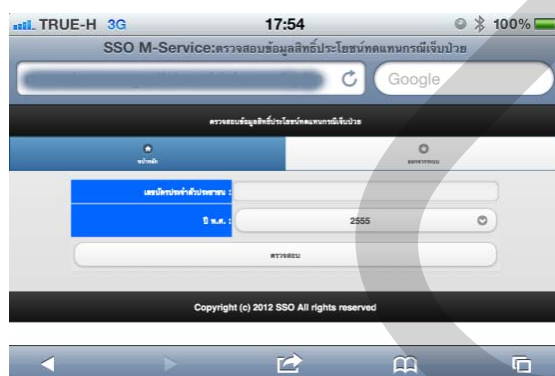 TRUE-H 3G 17:54 100%
SSO M-Service:ตรวจสอบข้อมูลสิทธิ์ประโยชน์ทดแทนกรณีเจ็บป่วย
Google
ตรวจสอบข้อมูลสิทธิ์ประโยชน์ทดแทนกรณีเจ็บป่วย
หน้าหลัก ออกจากระบบ
เลขบัตรประจำตัวประชาชน :
ปี พ.ศ. : 2555
ตรวจสอบ
Copyright (c) 2012 SSO All rights reserved